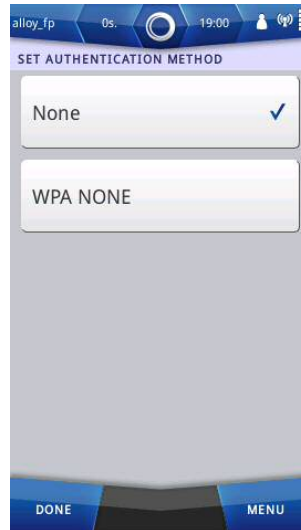 alloy_fp 0s. 19:00
SET AUTHENTICATION METHOD
None
WPA NONE
DONE MENU